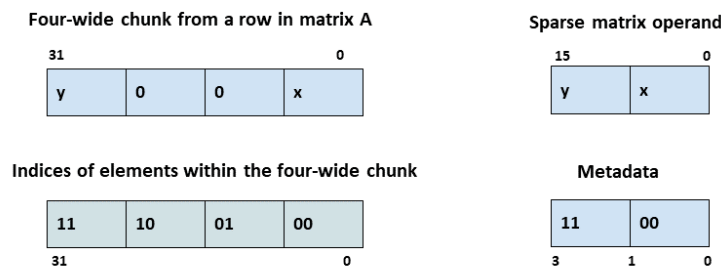 Four-wide chunk from a row in matrix A
31 0
y 0 0 x
Indices of elements within the four-wide chunk
11 10 01 00
31 0
Sparse matrix operand
15 0
y x
Metadata
11 00
3 1 0